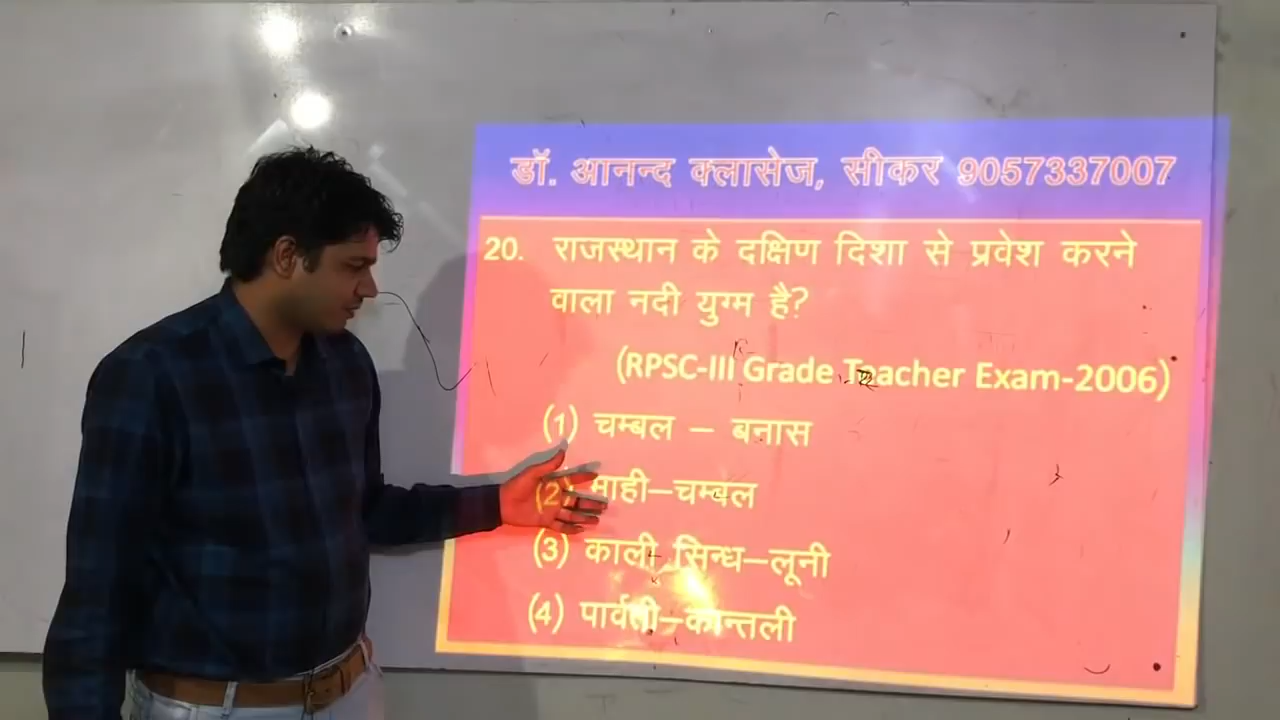 डॉ. आनन्द क्लासेज, सीकर 9057337007
20. राजस्थान के दक्षिण दिशा से प्रवेश करने
वाला नदी युग्म है?
(RPSC-III Grade Teacher Exam-2006)
(1) चम्बल – बनास
(2) माही–चम्बल
(3) काली सिन्ध–लूनी
(4) पार्वती–कान्तली